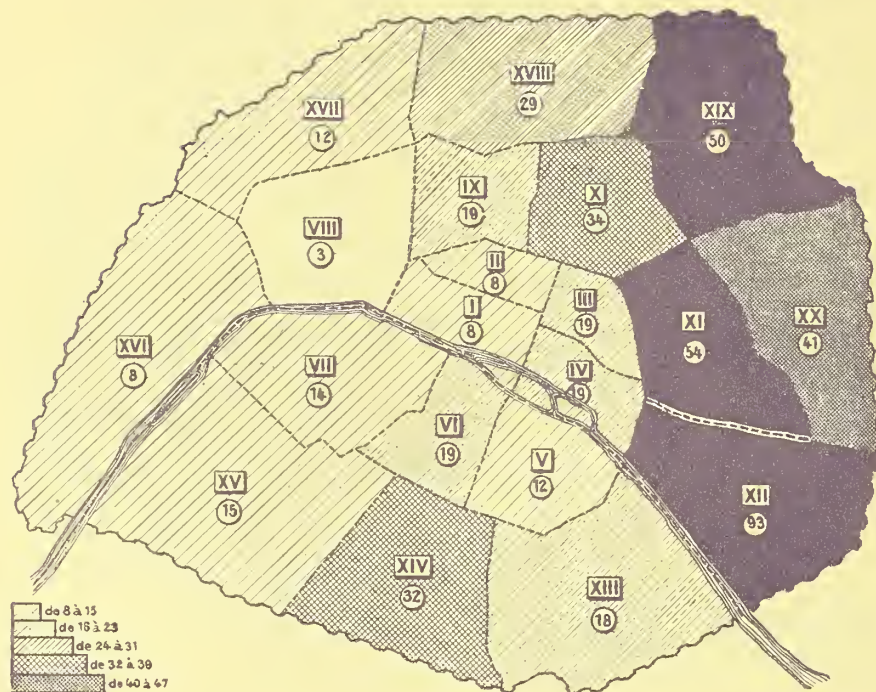 XVII
12
XVIII
29
XIX
50
VIII
3
IX
19
X
34
II
8
I
8
III
19
IV
19
XI
54
XX
41
XVI
8
VII
14
VI
19
V
12
XV
15
XII
93
XIV
32
XIII
18
de 8 à 15
de 16 à 23
de 24 à 31
de 32 à 39
de 40 à 47